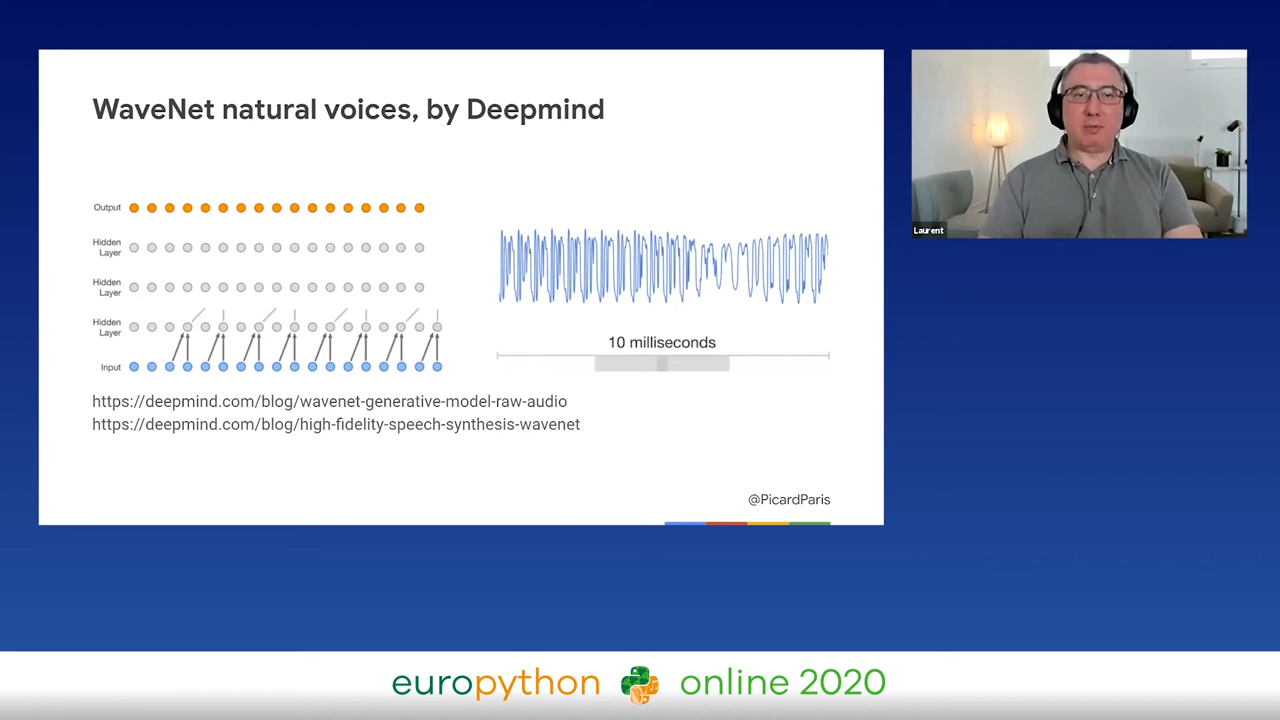 WaveNet natural voices, by Deepmind
Output
Hidden
Layer
Hidden
Layer
Hidden
Layer
Input
10 milliseconds
https://deepmind.com/blog/wavenet-generative-model-raw-audio
https://deepmind.com/blog/high-fidelity-speech-synthesis-wavenet
@PicardParis
Laurent
europython online 2020